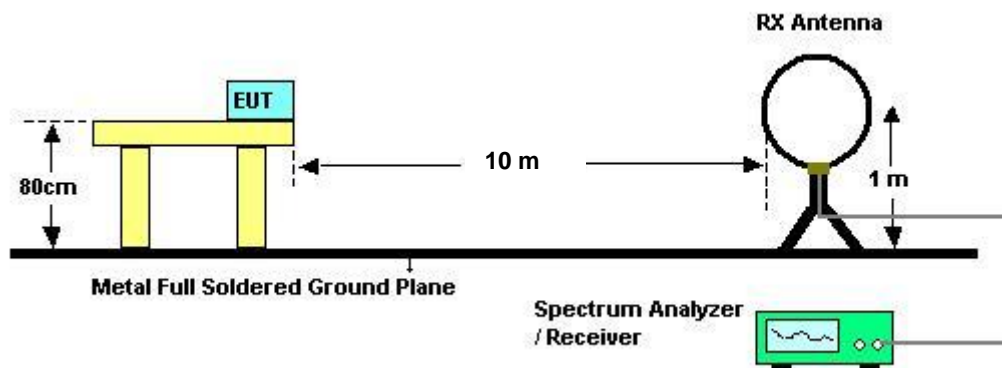 RX Antenna
EUT
10 m
80cm
1 m
Metal Full Soldered Ground Plane
Spectrum Analyzer
/ Receiver